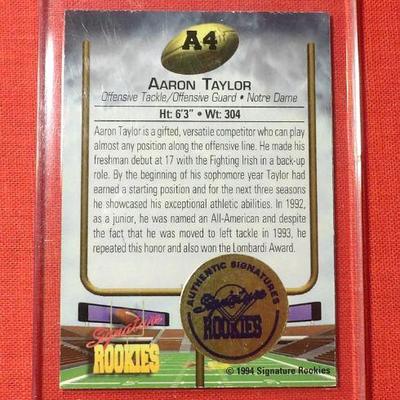 A4
AARON TAYLOR
Offensive Tackle/Offensive Guard • Notre Dame
Ht: 6'3" • Wt: 304
Aaron Taylor is a gifted, versatile competitor who can play
almost any position along the offensive line. He made his
freshman debut at 17 with the Fighting Irish in a back-up
role. By the beginning of his sophomore year Taylor had
earned a starting position and for the next three seasons
he showcased his exceptional athletic abilities. In 1992,
as a junior, he was named an All-American and despite
the fact that he was moved to left tackle in 1993, he
repeated this honor and also won the Lombardi Award.
AUTHENTIC SIGNATURES
Signature
ROOKIES
Signature
ROOKIES
© 1994 Signature Rookies